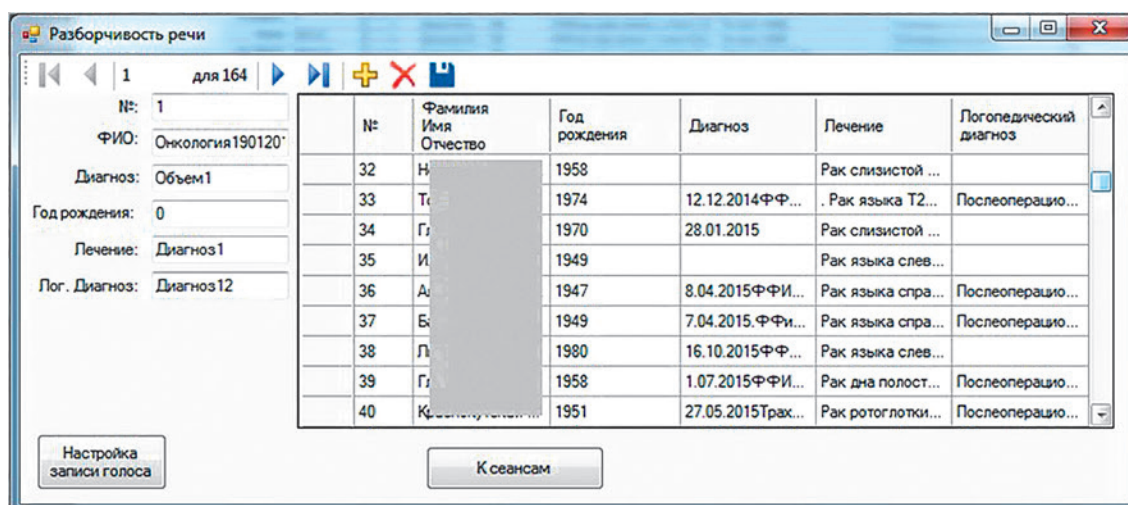 Разборчивость речи
1 для 164
№: 1
ФИО: Онкология190120
Диагноз: Объем1
Год рождения: 0
Лечение: Диагноз1
Лог. Диагноз: Диагноз12
№ Фамилия Имя Отчество Год рождения Диагноз Лечение Логопедический диагноз
32 1958 Рак слизистой ...
33 1974 12.12.2014ФФ... . Рак языка Т2... Послеоперацио...
34 1970 28.01.2015 Рак слизистой ...
35 1949 Рак языка слев...
36 1947 8.04.2015ФФИ... Рак языка спра... Послеоперацио...
37 1949 7.04.2015.ФФи... Рак языка спра... Послеоперацио...
38 1980 16.10.2015ФФ... Рак языка слев...
39 1958 1.07.2015ФФИ... Рак дна полост... Послеоперацио...
40 1951 27.05.2015Трах... Рак ротоглотки... Послеоперацио...
Настройка
записи голоса
К сеансам